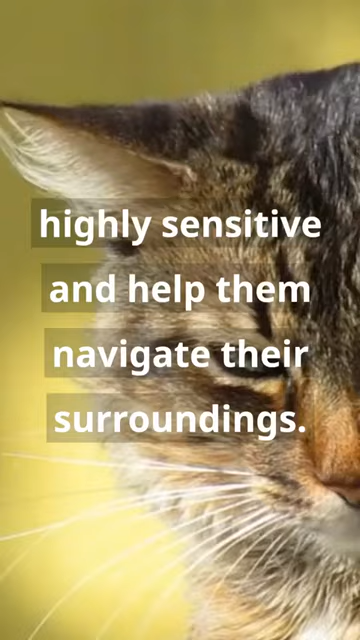 highly sensitive
and help them
navigate their
surroundings.